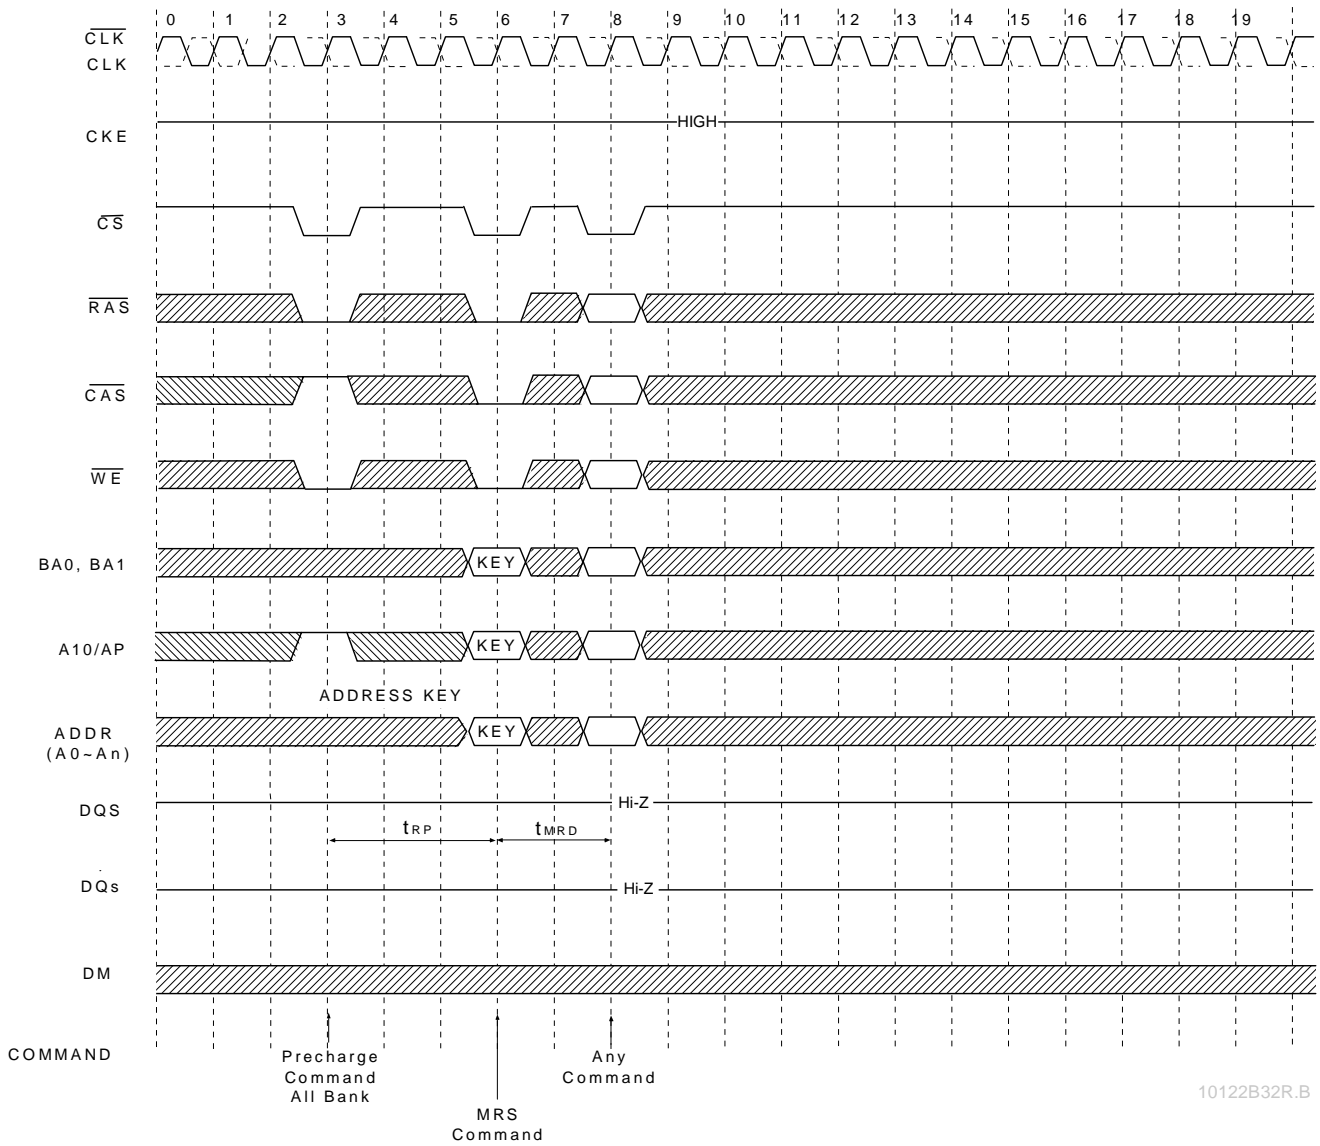 0 1 2 3 4 5 6 7 8 9 10 11 12 13 14 15 16 17 18 19
CLK
CLK
CKE
HIGH
CS
RAS
CAS
WE
BA0, BA1
KEY
A10/AP
KEY
ADDRESS KEY
ADDR
(A0~An)
KEY
DQS
Hi-Z
tRP
tMRD
DQs
Hi-Z
DM
COMMAND
Precharge
Command
All Bank
MRS
Command
Any
Command
10122B32R.B